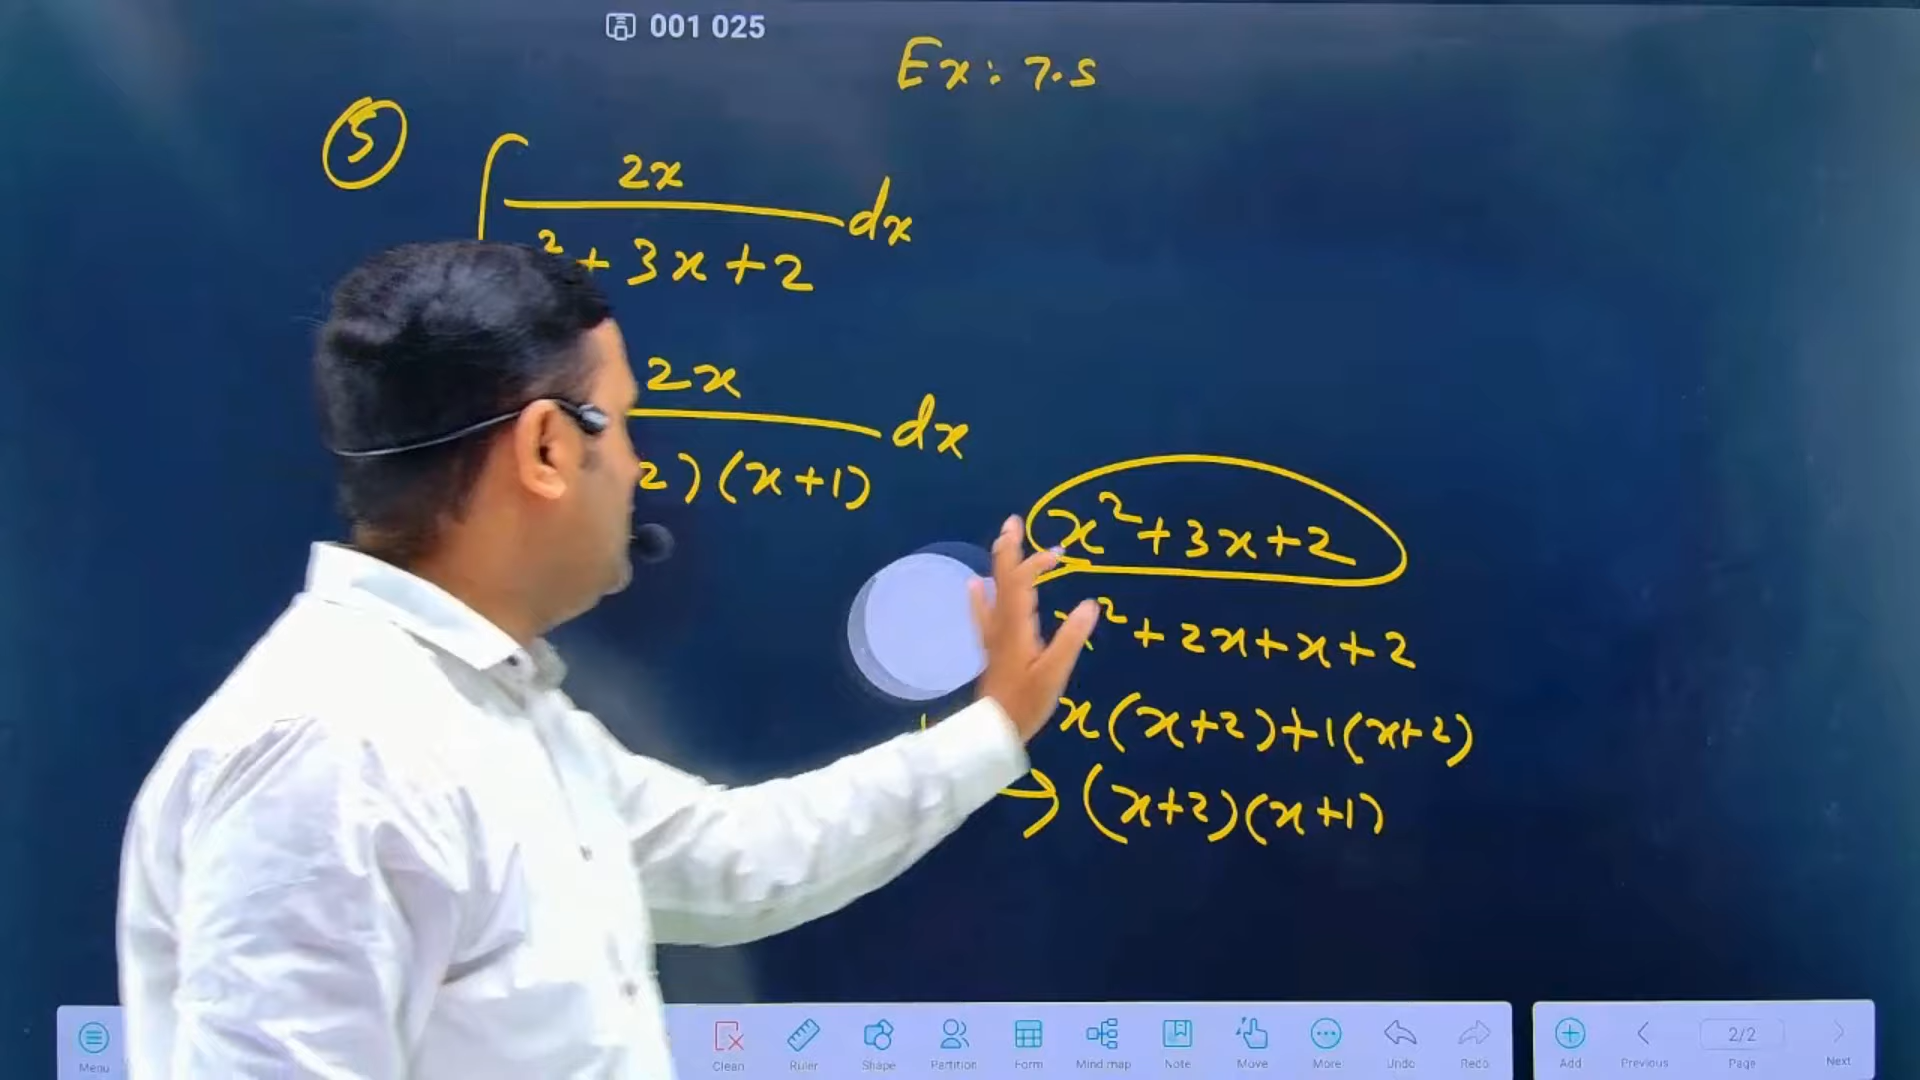 001 025
Ex: 7.5
5
∫ 2x dx
2 + 3x + 2
2x dx
2) (x+1)
x² + 3x + 2
x² + 2x + x + 2
x(x+2) + 1(x+2)
→ (x+2)(x+1)
Menu Clean Ruler Shape Partition Form Mind map Note Move More Undo Redo Add Previous 2/2 Page Next